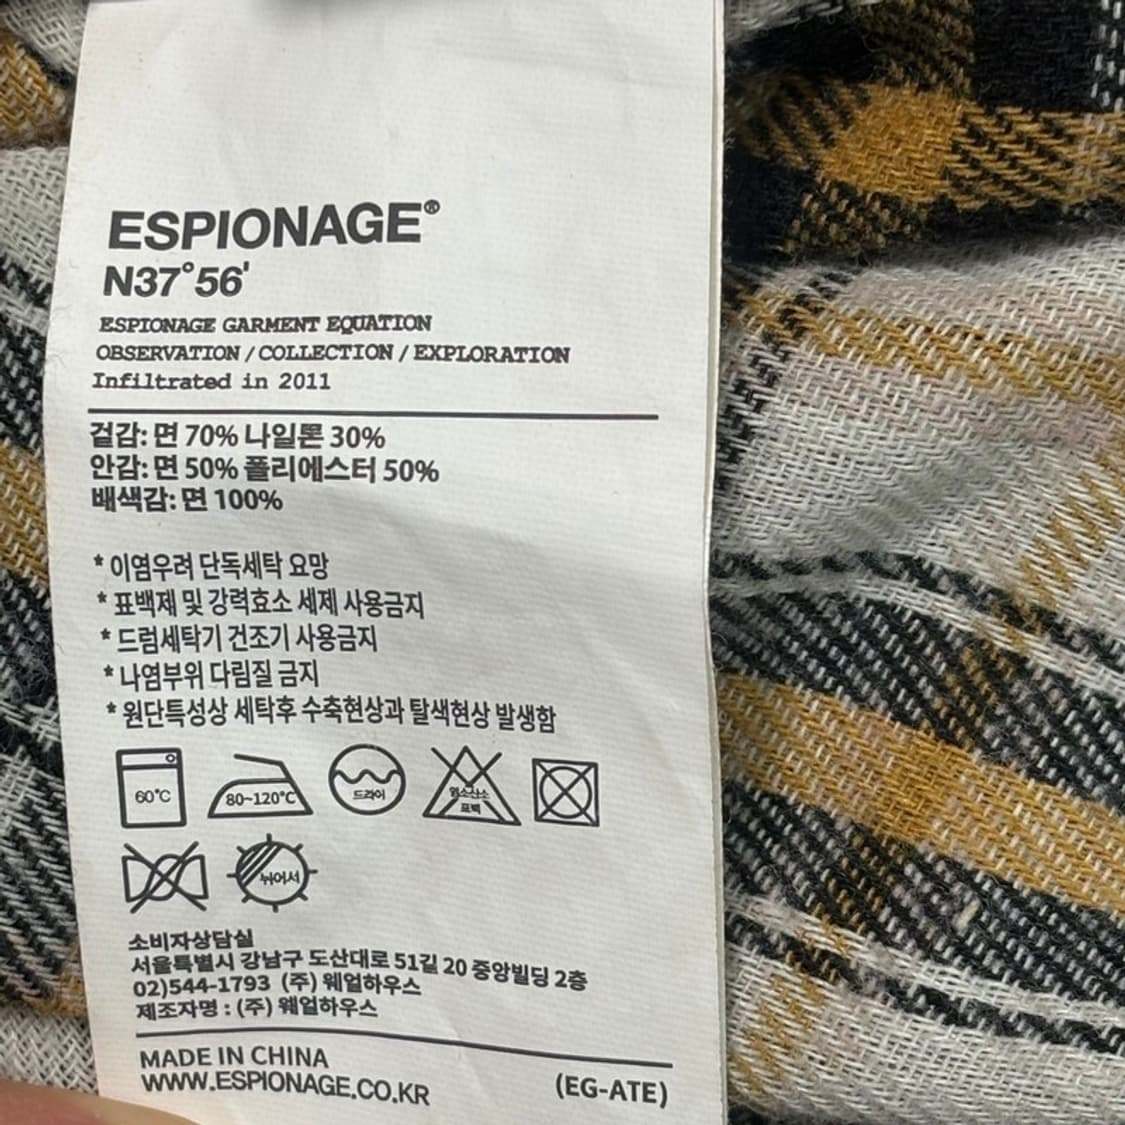 ESPIONAGE®
N37°56'
ESPIONAGE GARMENT EQUATION
OBSERVATION / COLLECTION / EXPLORATION
Infiltrated in 2011
겉감: 면 70% 나일론 30%
안감: 면 50% 폴리에스터 50%
배색감: 면 100%
* 이염우려 단독세탁 요망
* 표백제 및 강력효소 세제 사용금지
* 드럼세탁기 건조기 사용금지
* 나염부위 다림질 금지
* 원단특성상 세탁후 수축현상과 탈색현상 발생함
60°C 80~120°C 드라이 염소산소 표백
뉘어서
소비자상담실
서울특별시 강남구 도산대로 51길 20 중앙빌딩 2층
02)544-1793 (주) 웨얼하우스
제조자명 : (주) 웨얼하우스
MADE IN CHINA
WWW.ESPIONAGE.CO.KR (EG-ATE)